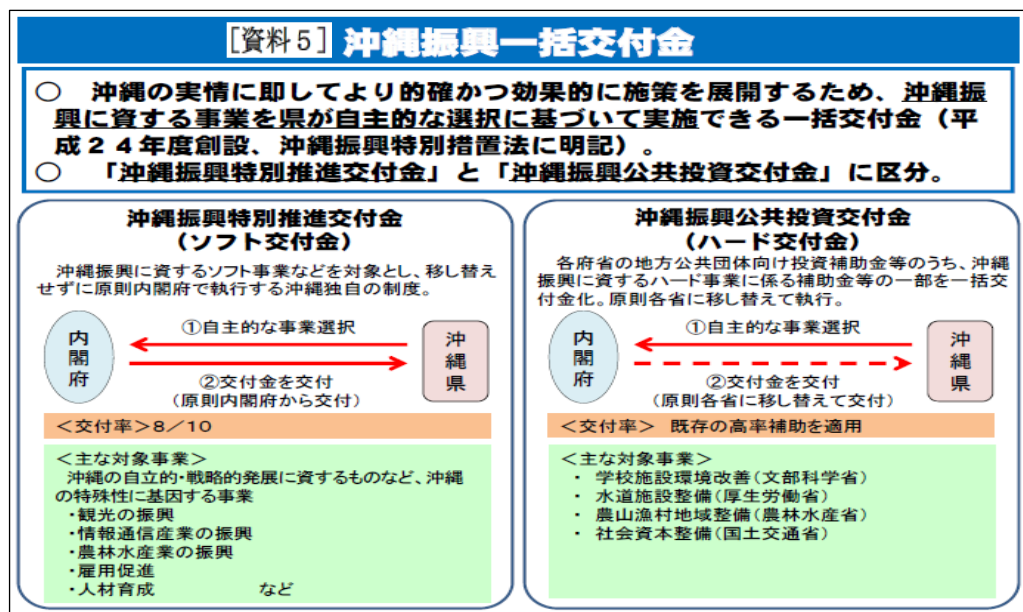 [資料5] 沖縄振興一括交付金
○　沖縄の実情に即してより的確かつ効果的に施策を展開するため、沖縄振
興に資する事業を県が自主的な選択に基づいて実施できる一括交付金（平
成２４年度創設、沖縄振興特別措置法に明記）。
○　「沖縄振興特別推進交付金」と「沖縄振興公共投資交付金」に区分。
沖縄振興特別推進交付金
（ソフト交付金）
沖縄振興に資するソフト事業などを対象とし、移し替え
せずに原則内閣府で執行する沖縄独自の制度。
①自主的な事業選択
内閣府
沖縄県
②交付金を交付
（原則内閣府から交付）
＜交付率＞８／１０
＜主な対象事業＞
沖縄の自立的・戦略的発展に資するものなど、沖縄
の特殊性に基因する事業
・観光の振興
・情報通信産業の振興
・農林水産業の振興
・雇用促進
・人材育成　　　　　など
沖縄振興公共投資交付金
（ハード交付金）
各府省の地方公共団体向け投資補助金等のうち、沖縄
振興に資するハード事業に係る補助金等の一部を一括交
付金化。原則各省に移し替えて執行。
①自主的な事業選択
内閣府
沖縄県
②交付金を交付
（原則各省に移し替えて交付）
＜交付率＞　既存の高率補助を適用
＜主な対象事業＞
・　学校施設環境改善（文部科学省）
・　水道施設整備（厚生労働省）
・　農山漁村地域整備（農林水産省）
・　社会資本整備（国土交通省）